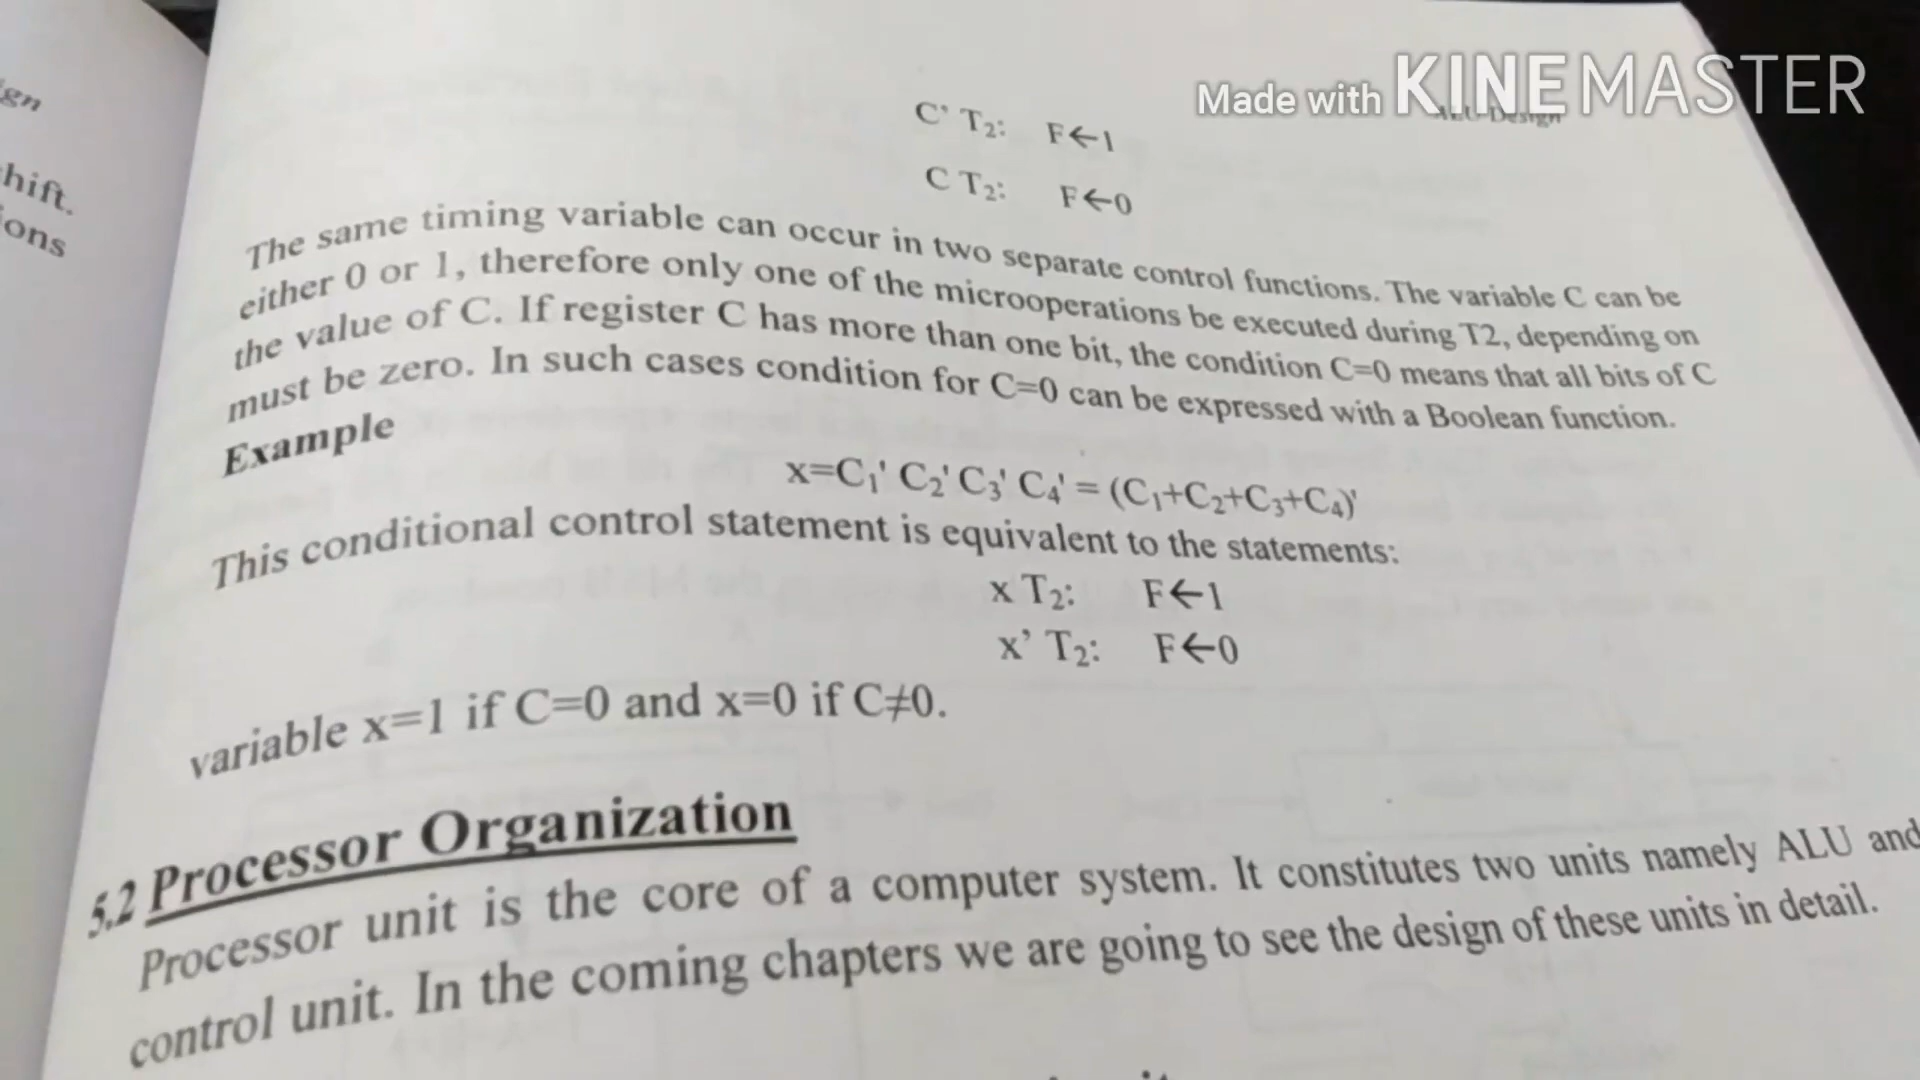 ign
hift.
ions
Made with KINEMASTER
ALU Design
C' T2: F←1
C T2: F←0
The same timing variable can occur in two separate control functions. The variable C can be
either 0 or 1, therefore only one of the microoperations be executed during T2, depending on
the value of C. If register C has more than one bit, the condition C=0 means that all bits of C
must be zero. In such cases condition for C=0 can be expressed with a Boolean function.
Example
x=C1' C2' C3' C4' = (C1+C2+C3+C4)'
This conditional control statement is equivalent to the statements:
x T2: F←1
x' T2: F←0
variable x=1 if C=0 and x=0 if C≠0.
5.2 Processor Organization
Processor unit is the core of a computer system. It constitutes two units namely ALU and
control unit. In the coming chapters we are going to see the design of these units in detail.